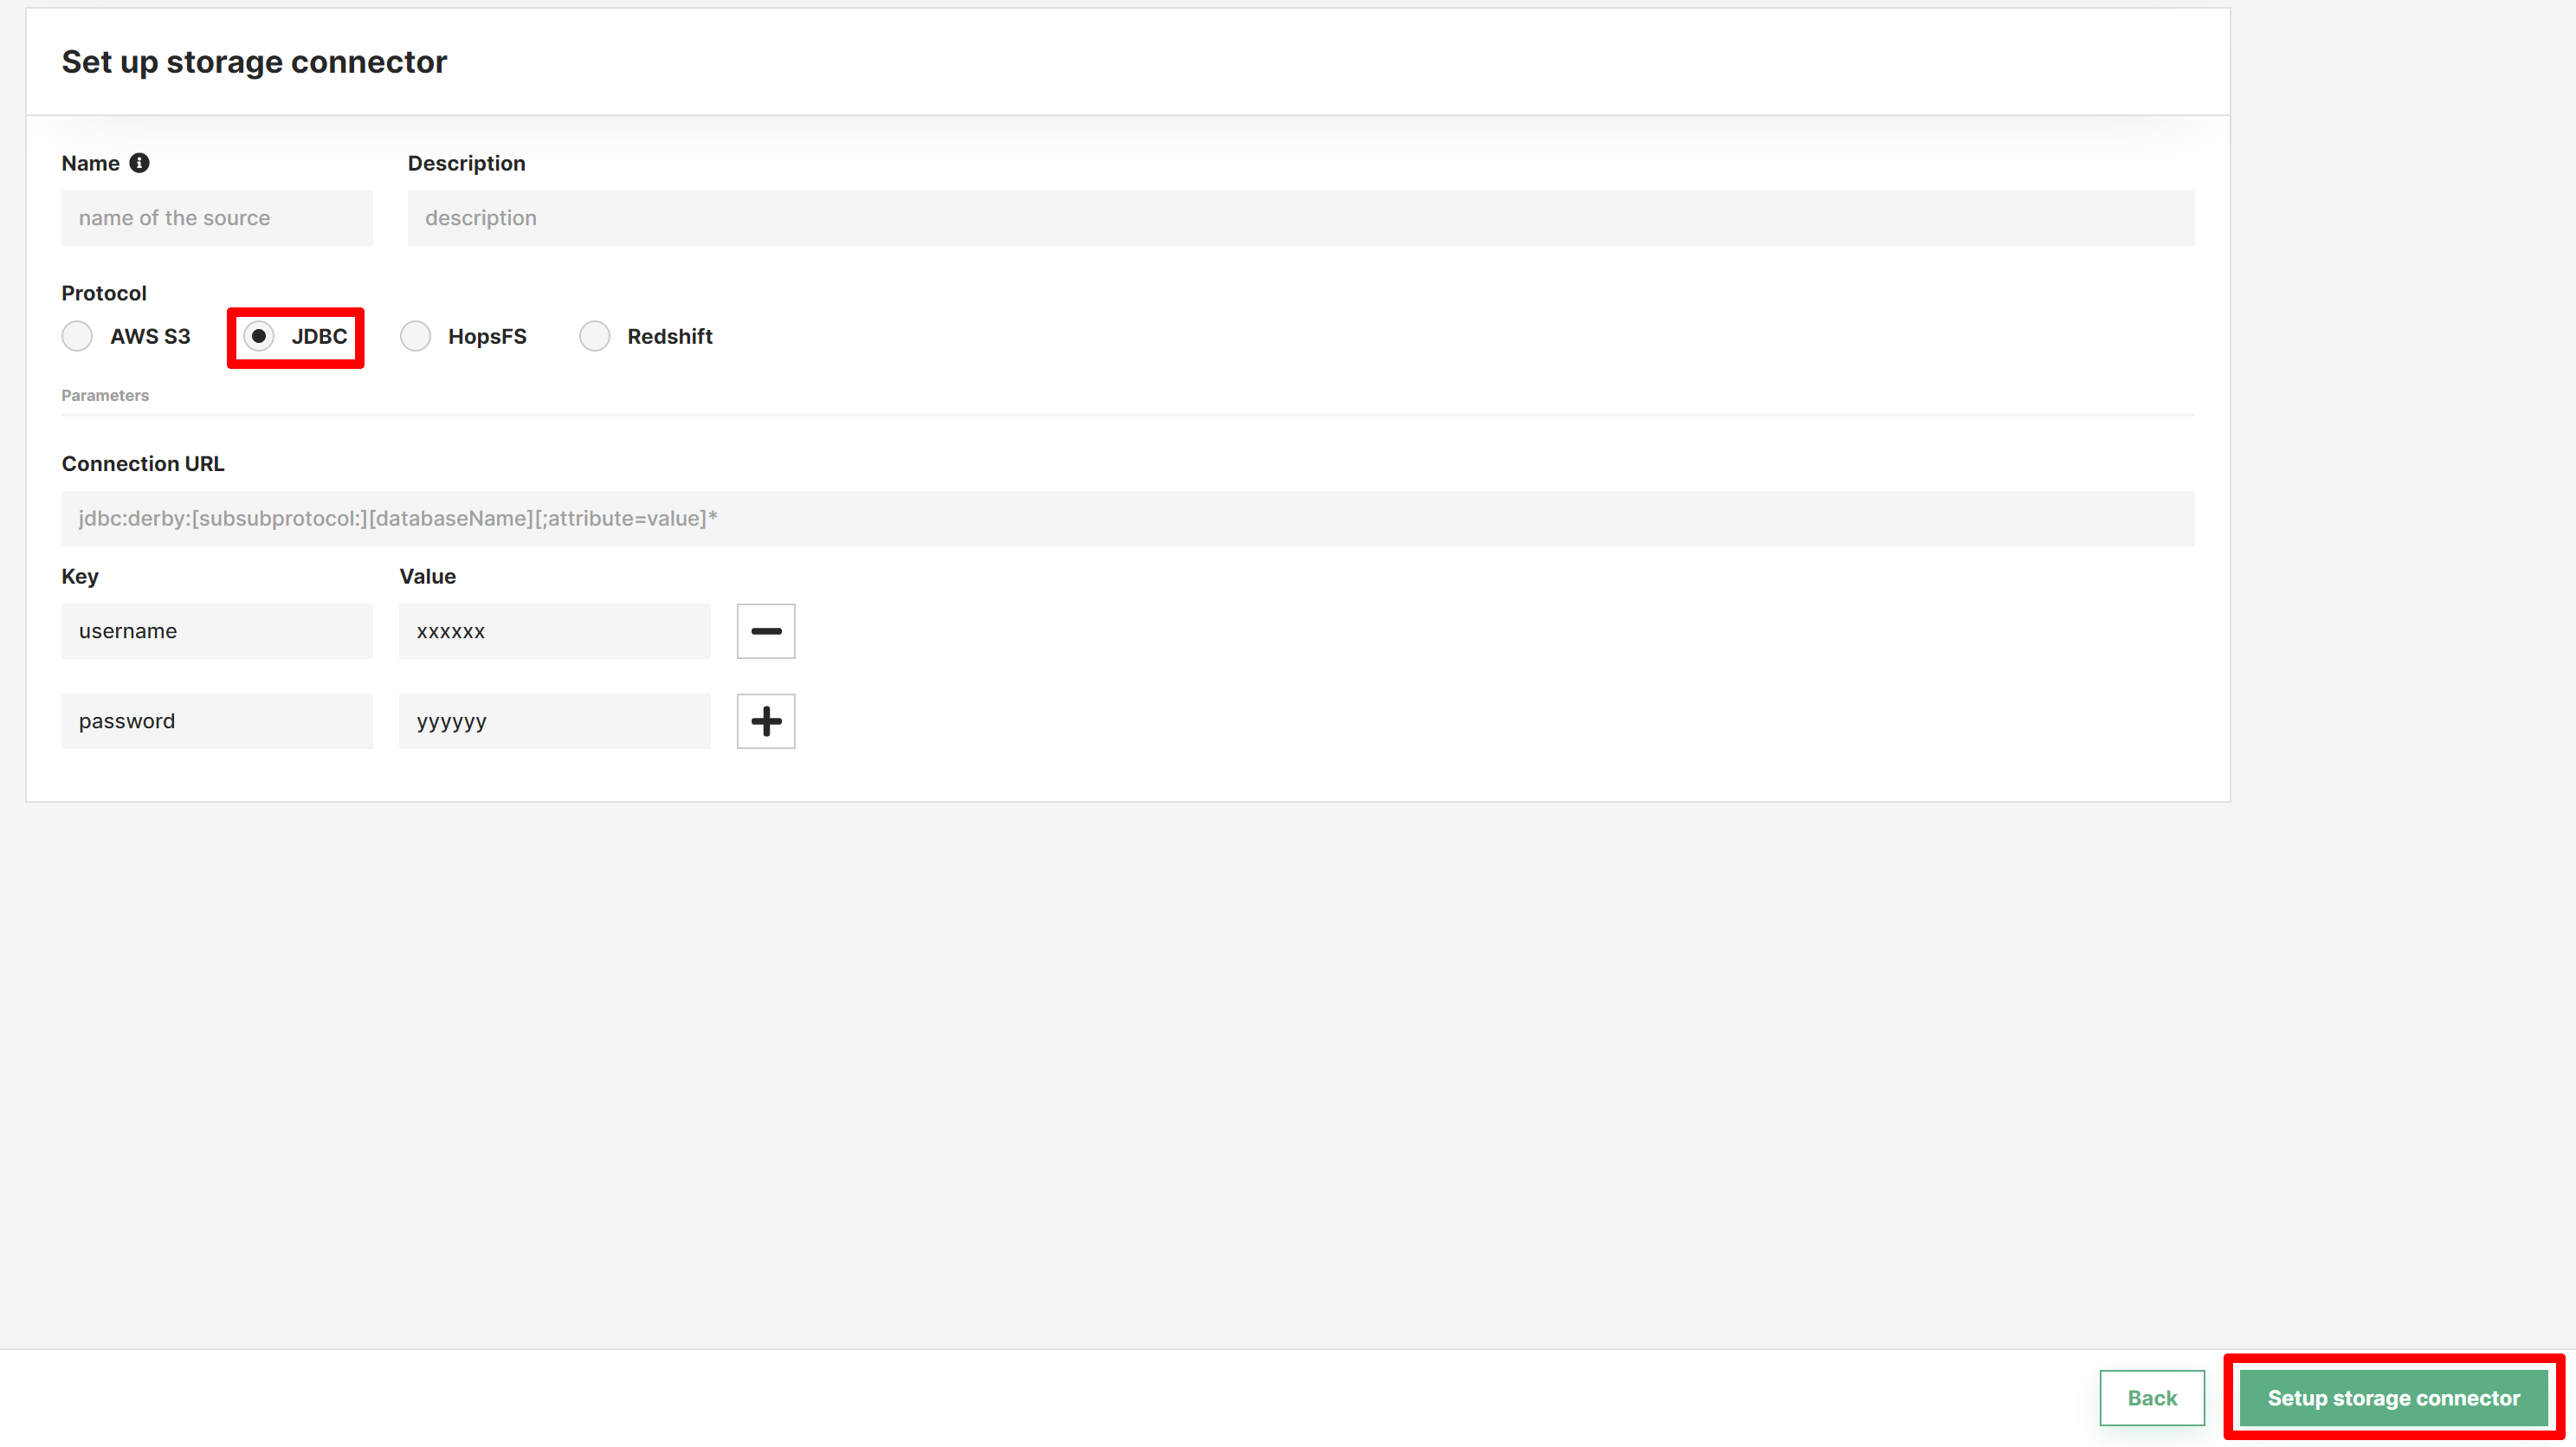 Set up storage connector
Name Description
name of the source description
Protocol
AWS S3 JDBC HopsFS Redshift
Parameters
Connection URL
jdbc:derby:[subsubprotocol:][databaseName][;attribute=value]*
Key Value
username xxxxxx
password yyyyyy
Back Setup storage connector